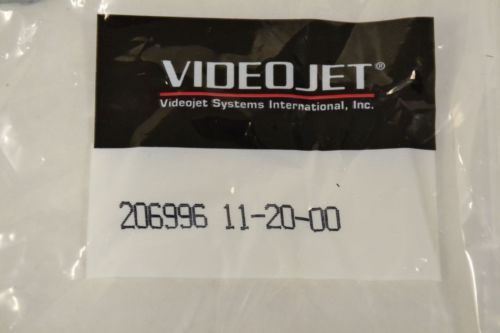 VIDEOJET®
Videojet Systems International, Inc.
206996 11-20-00